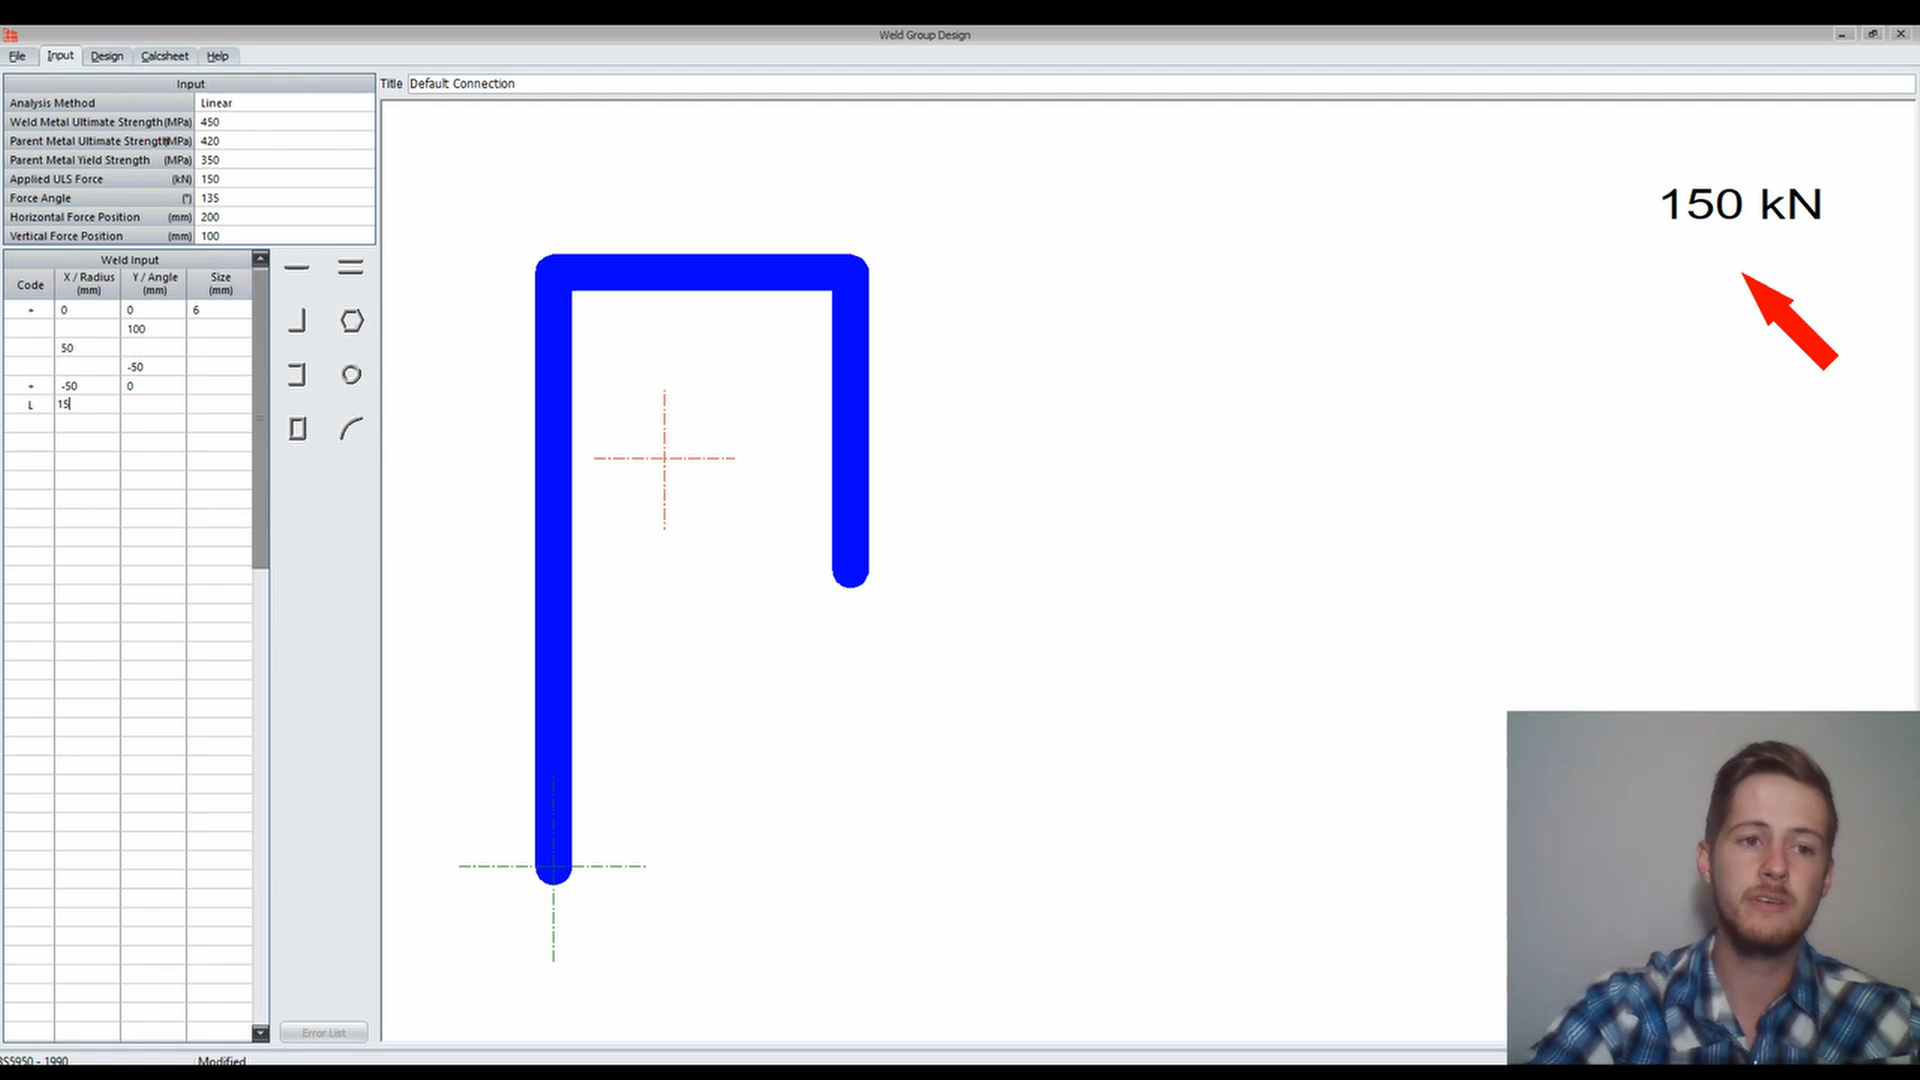 Weld Group Design
File Input Design Calcsheet Help
Input
Title Default Connection
Analysis Method Linear
Weld Metal Ultimate Strength(MPa) 450
Parent Metal Ultimate Strength(MPa) 420
Parent Metal Yield Strength (MPa) 350
Applied ULS Force (kN) 150
Force Angle (°) 135
Horizontal Force Position (mm) 200
Vertical Force Position (mm) 100
150 kN
Weld Input
Code X / Radius (mm) Y / Angle (mm) Size (mm)
+ 0 0 6
100
50
-50
+ -50 0
L 15
Error List
BS5950 - 1990 Modified